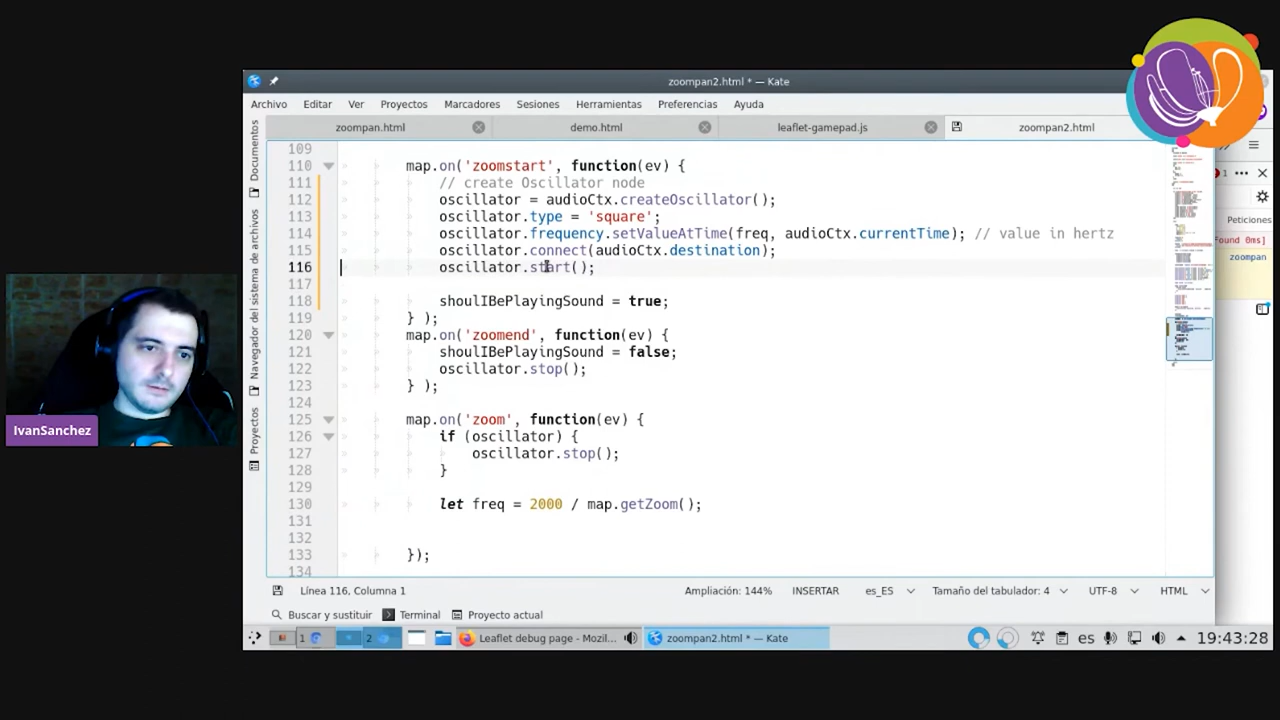 zoompan2.html * — Kate
Archivo Editar Ver Proyectos Marcadores Sesiones Herramientas Preferencias Ayuda
zoompan.html demo.html leaflet-gamepad.js zoompan2.html
Documentos
Navegador del sistema de archivos
Proyectos
109
110 map.on('zoomstart', function(ev) {
111 // create Oscillator node
112 oscillator = audioCtx.createOscillator();
113 oscillator.type = 'square';
114 oscillator.frequency.setValueAtTime(freq, audioCtx.currentTime); // value in hertz
115 oscillator.connect(audioCtx.destination);
116 oscillator.start();
117
118 shoulIBePlayingSound = true;
119 } );
120 map.on('zoomend', function(ev) {
121 shoulIBePlayingSound = false;
122 oscillator.stop();
123 } );
124
125 map.on('zoom', function(ev) {
126 if (oscillator) {
127 oscillator.stop();
128 }
129
130 let freq = 2000 / map.getZoom();
131
132
133 });
134
1
Peticiones
found 0ms]
zoompan
IvanSanchez
Línea 116, Columna 1 Ampliación: 144% INSERTAR es_ES Tamaño del tabulador: 4 UTF-8 HTML
Buscar y sustituir Terminal Proyecto actual
1 2 Leaflet debug page - Mozil... zoompan2.html * — Kate es 19:43:28